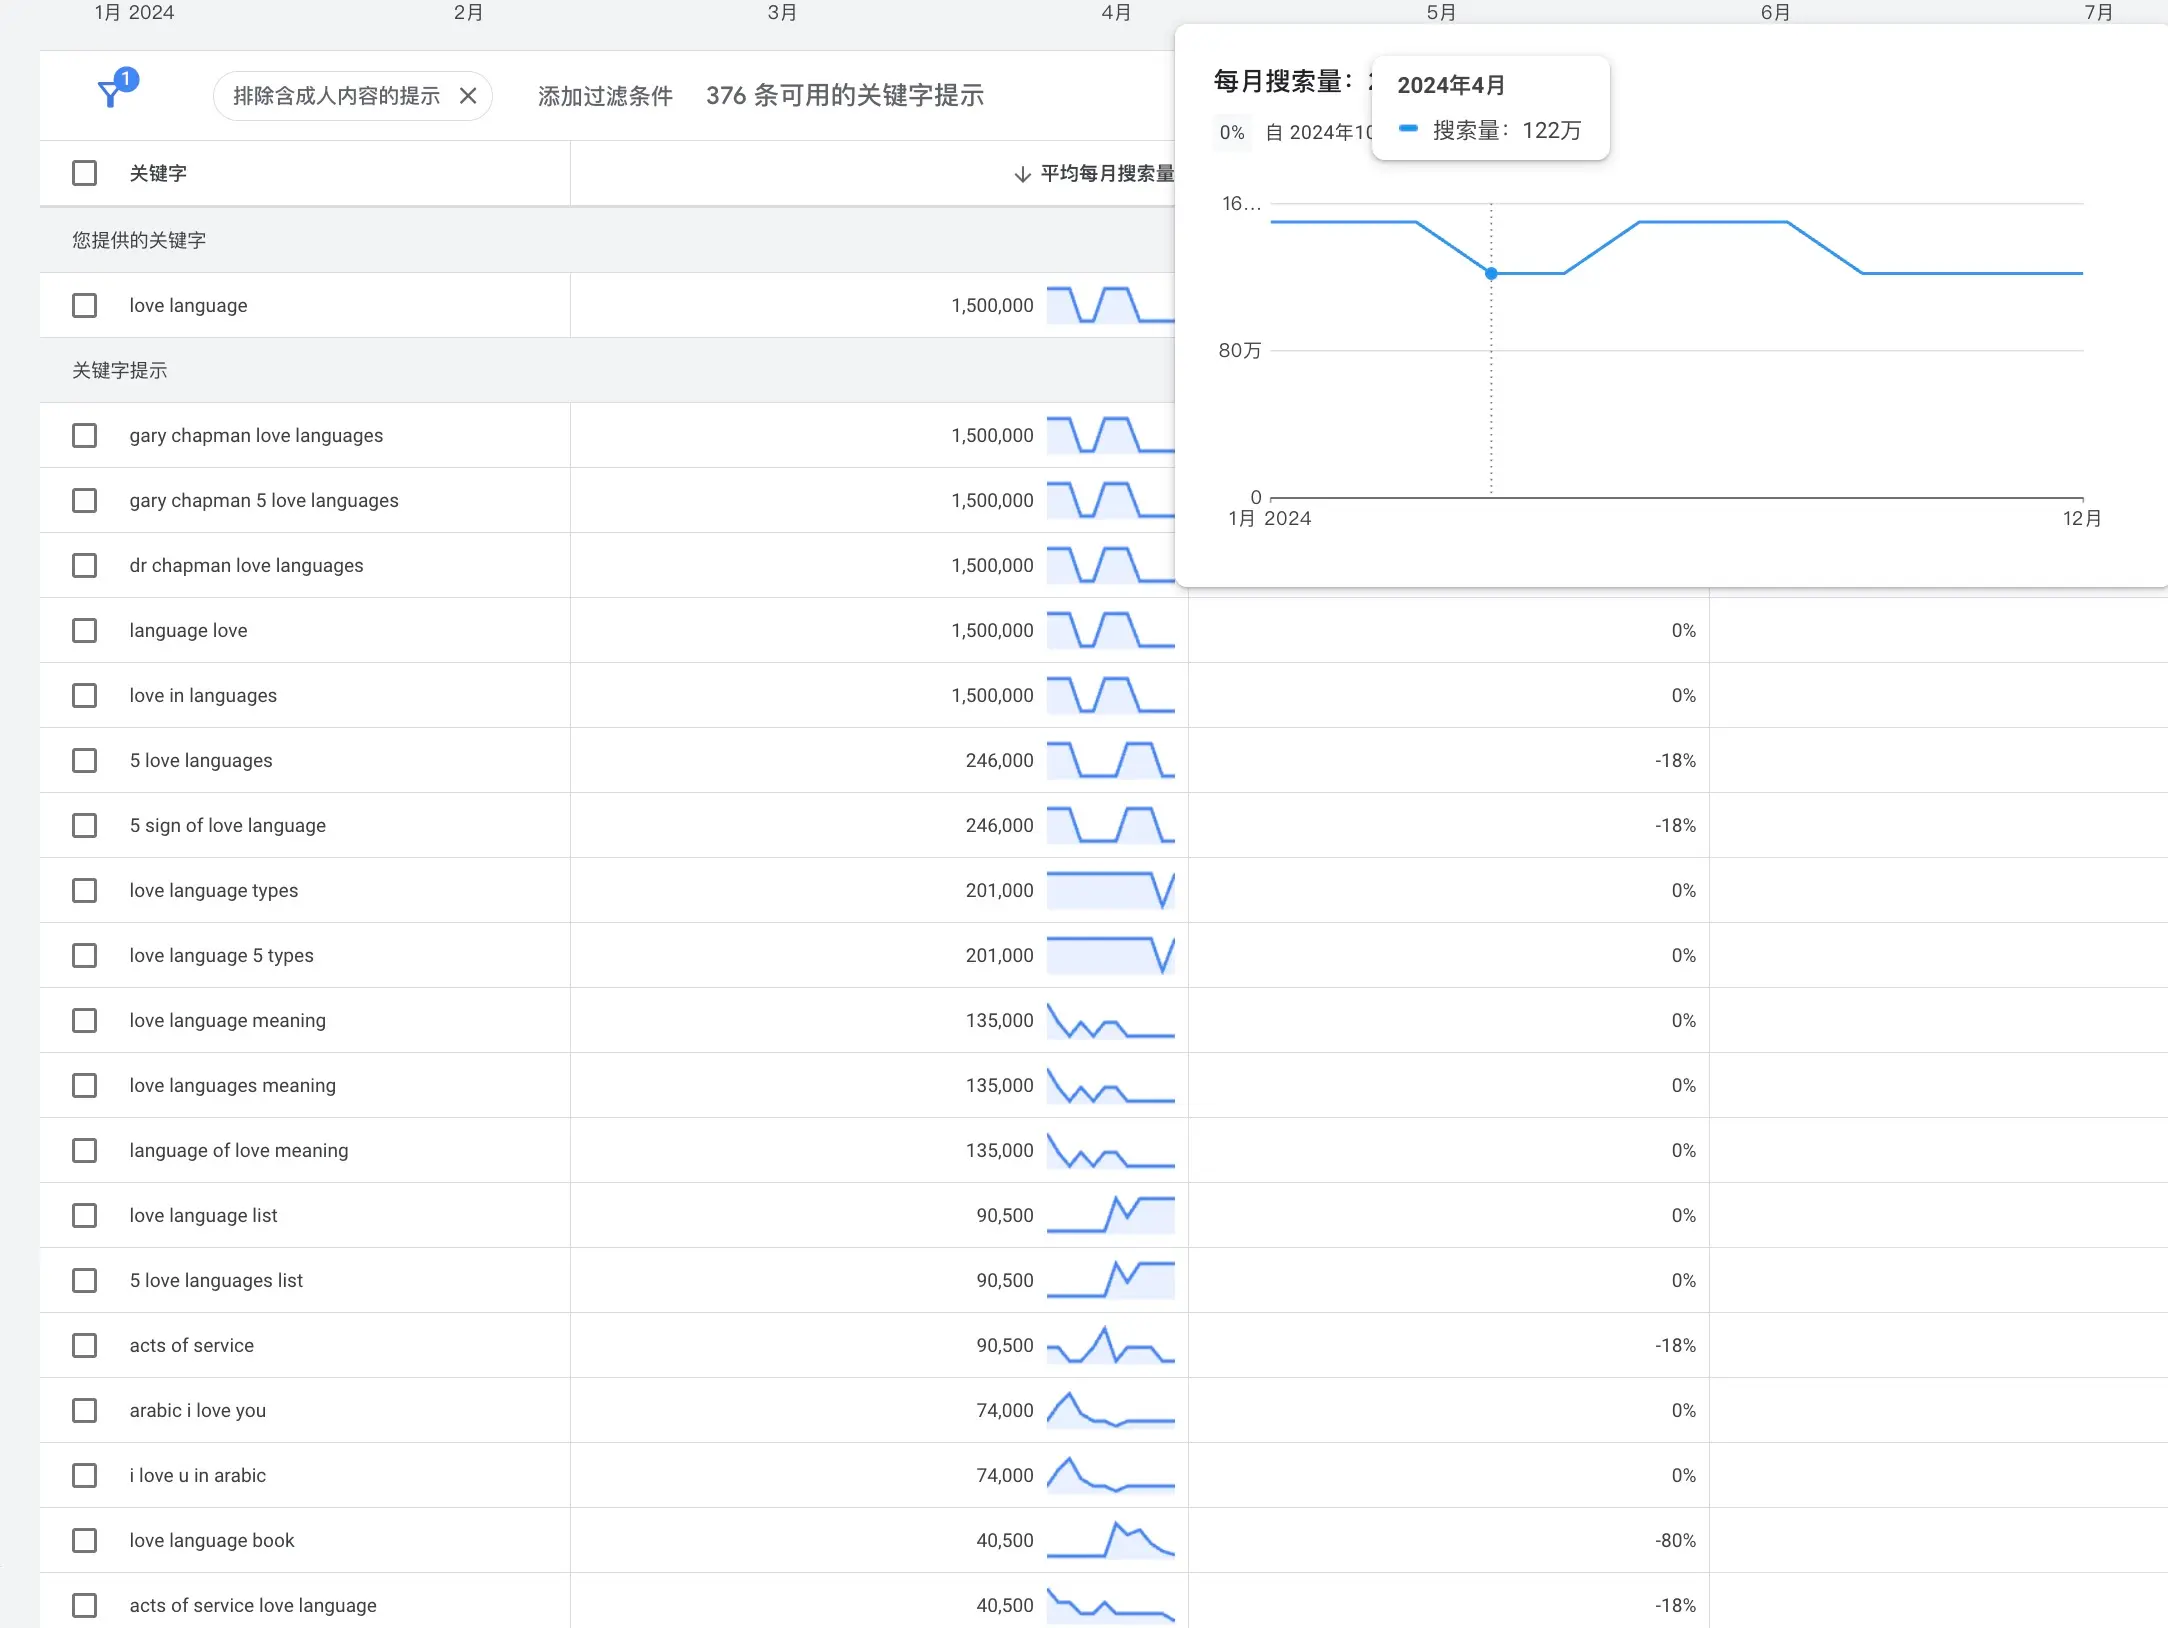 1月 2024 2月 3月 4月 5月 6月 7月
1
排除含成人内容的提示
添加过滤条件
376 条可用的关键字提示
关键字
平均每月搜索量
您提供的关键字
love language 1,500,000
关键字提示
gary chapman love languages 1,500,000
gary chapman 5 love languages 1,500,000
dr chapman love languages 1,500,000
每月搜索量：
0% 自 2024年10
2024年4月
搜索量：122万
16…
80万
0
1月 2024 12月
language love 1,500,000 0%
love in languages 1,500,000 0%
5 love languages 246,000 -18%
5 sign of love language 246,000 -18%
love language types 201,000 0%
love language 5 types 201,000 0%
love language meaning 135,000 0%
love languages meaning 135,000 0%
language of love meaning 135,000 0%
love language list 90,500 0%
5 love languages list 90,500 0%
acts of service 90,500 -18%
arabic i love you 74,000 0%
i love u in arabic 74,000 0%
love language book 40,500 -80%
acts of service love language 40,500 -18%